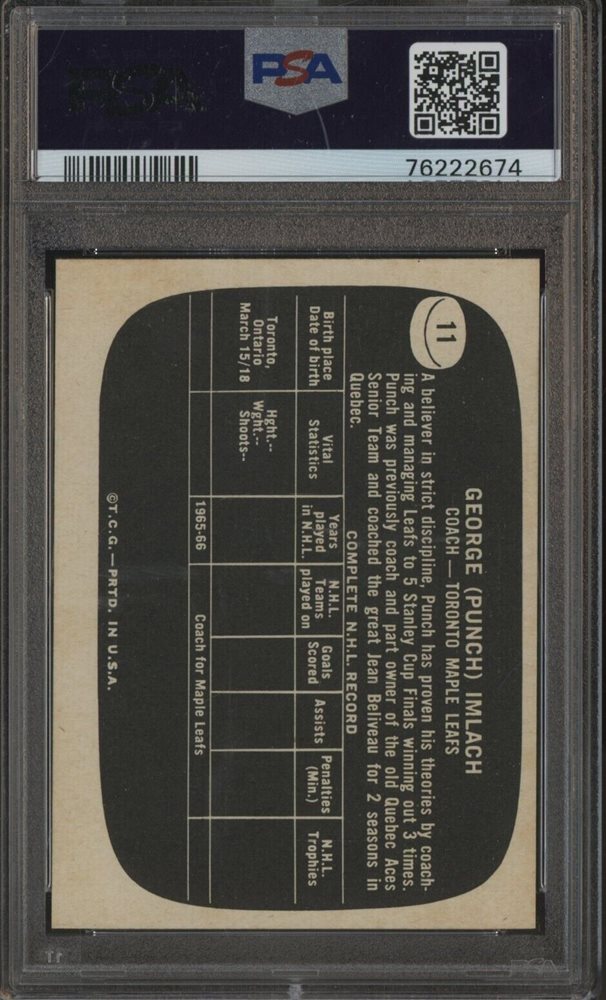 PSA
76222674
11
GEORGE (PUNCH) IMLACH
COACH — TORONTO MAPLE LEAFS
A believer in strict discipline, Punch has proven his theories by coach-
ing and managing Leafs to 5 Stanley Cup Finals winning out 3 times.
Punch was previously coach and part owner of the old Quebec Aces
Senior Team and coached the great Jean Beliveau for 2 seasons in
Quebec.
COMPLETE N.H.L. RECORD
Birth place
Date of birth
Vital
Statistics
Years
played
in N.H.L.
N.H.L.
Teams
played on
Goals
Scored
Assists
Penalties
(Min.)
N.H.L.
Trophies
Toronto,
Ontario
March 15/18
Hght.--
Wght.--
Shoots--
1965-66
Coach for Maple Leafs
©T.C.G.—PRTD. IN U.S.A.